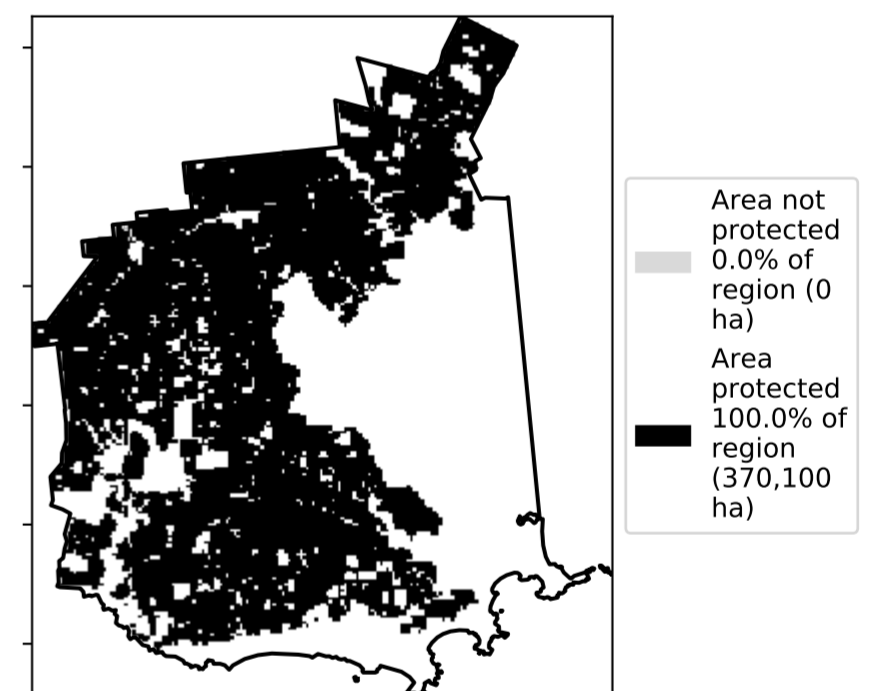 Area not
protected
0.0% of
region (0
ha)
Area
protected
100.0% of
region
(370,100
ha)